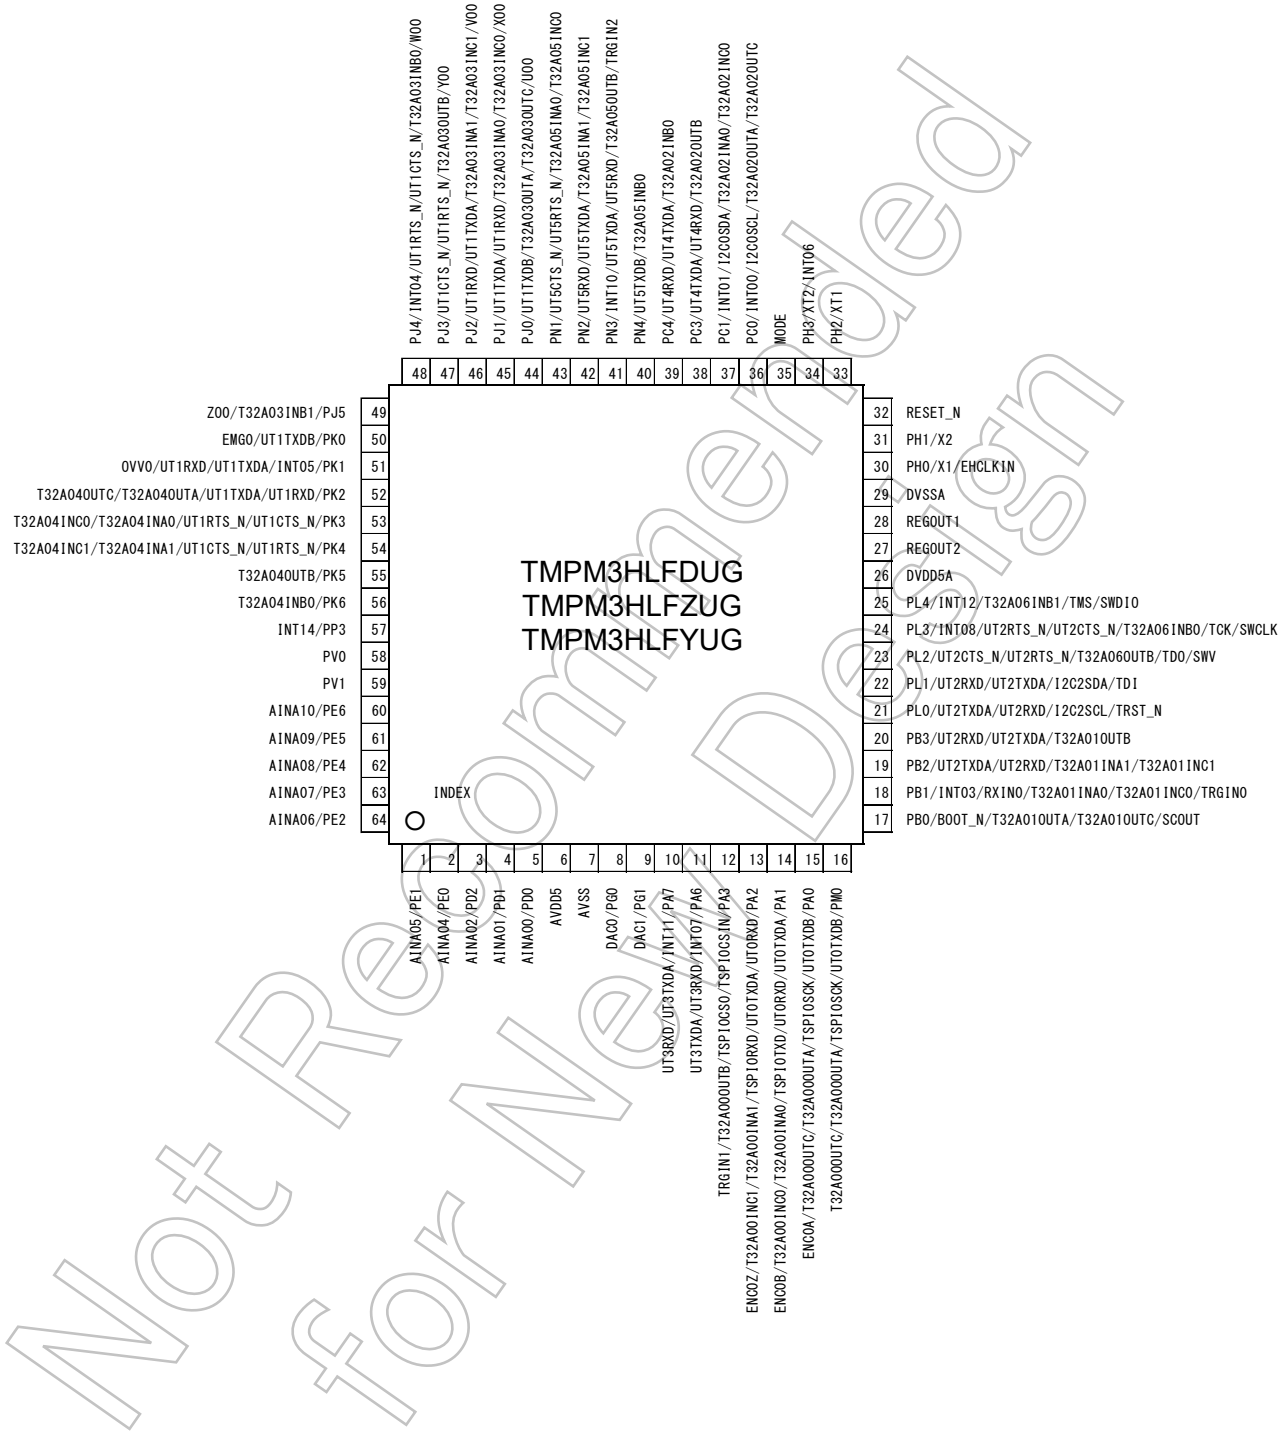 PJ4/INT04/UT1RTS_N/UT1CTS_N/T32A03INB0/WO0
PJ3/UT1CTS_N/UT1RTS_N/T32A03OUTB/YO0
PJ2/UT1RXD/UT1TXDA/T32A03INA1/T32A03INC1/VO0
PJ1/UT1TXDA/UT1RXD/T32A03INA0/T32A03INC0/XO0
PJ0/UT1TXDB/T32A03OUTA/T32A03OUTC/UO0
PN1/UT5CTS_N/UT5RTS_N/T32A05INA0/T32A05INC0
PN2/UT5RXD/UT5TXDA/T32A05INA1/T32A05INC1
PN3/INT10/UT5TXDA/UT5RXD/T32A05OUTB/TRGIN2
PN4/UT5TXDB/T32A05INB0
PC4/UT4RXD/UT4TXDA/T32A02INB0
PC3/UT4TXDA/UT4RXD/T32A02OUTB
PC1/INT01/I2C0SDA/T32A02INA0/T32A02INC0
PC0/INT00/I2C0SCL/T32A02OUTA/T32A02OUTC
MODE
PH3/XT2/INT06
PH2/XT1
48 47 46 45 44 43 42 41 40 39 38 37 36 35 34 33
ZO0/T32A03INB1/PJ5 49
EMG0/UT1TXDB/PK0 50
OVV0/UT1RXD/UT1TXDA/INT05/PK1 51
T32A04OUTC/T32A04OUTA/UT1TXDA/UT1RXD/PK2 52
T32A04INC0/T32A04INA0/UT1RTS_N/UT1CTS_N/PK3 53
T32A04INC1/T32A04INA1/UT1CTS_N/UT1RTS_N/PK4 54
T32A04OUTB/PK5 55
T32A04INB0/PK6 56
INT14/PP3 57
PV0 58
PV1 59
AINA10/PE6 60
AINA09/PE5 61
AINA08/PE4 62
AINA07/PE3 63
AINA06/PE2 64
TMPM3HLFDUG
TMPM3HLFZUG
TMPM3HLFYUG
INDEX
32 RESET_N
31 PH1/X2
30 PH0/X1/EHCLKIN
29 DVSSA
28 REGOUT1
27 REGOUT2
26 DVDD5A
25 PL4/INT12/T32A06INB1/TMS/SWDIO
24 PL3/INT08/UT2RTS_N/UT2CTS_N/T32A06INB0/TCK/SWCLK
23 PL2/UT2CTS_N/UT2RTS_N/T32A06OUTB/TDO/SWV
22 PL1/UT2RXD/UT2TXDA/I2C2SDA/TDI
21 PL0/UT2TXDA/UT2RXD/I2C2SCL/TRST_N
20 PB3/UT2RXD/UT2TXDA/T32A01OUTB
19 PB2/UT2TXDA/UT2RXD/T32A01INA1/T32A01INC1
18 PB1/INT03/RXIN0/T32A01INA0/T32A01INC0/TRGIN0
17 PB0/BOOT_N/T32A01OUTA/T32A01OUTC/SCOUT
1 2 3 4 5 6 7 8 9 10 11 12 13 14 15 16
AINA05/PE1
AINA04/PE0
AINA02/PD2
AINA01/PD1
AINA00/PD0
AVDD5
AVSS
DAC0/PG0
DAC1/PG1
UT3RXD/UT3TXDA/INT11/PA7
UT3TXDA/UT3RXD/INT07/PA6
TRGIN1/T32A00OUTB/TSPI0CS0/TSPI0CSIN/PA3
ENC0Z/T32A00INC1/T32A00INA1/TSPI0RXD/UT0TXDA/UT0RXD/PA2
ENC0B/T32A00INC0/T32A00INA0/TSPI0TXD/UT0RXD/UT0TXDA/PA1
ENC0A/T32A00OUTC/T32A00OUTA/TSPI0SCK/UT0TXDB/PA0
T32A00OUTC/T32A00OUTA/TSPI0SCK/UT0TXDB/PM0
Not Recommended
for New Design